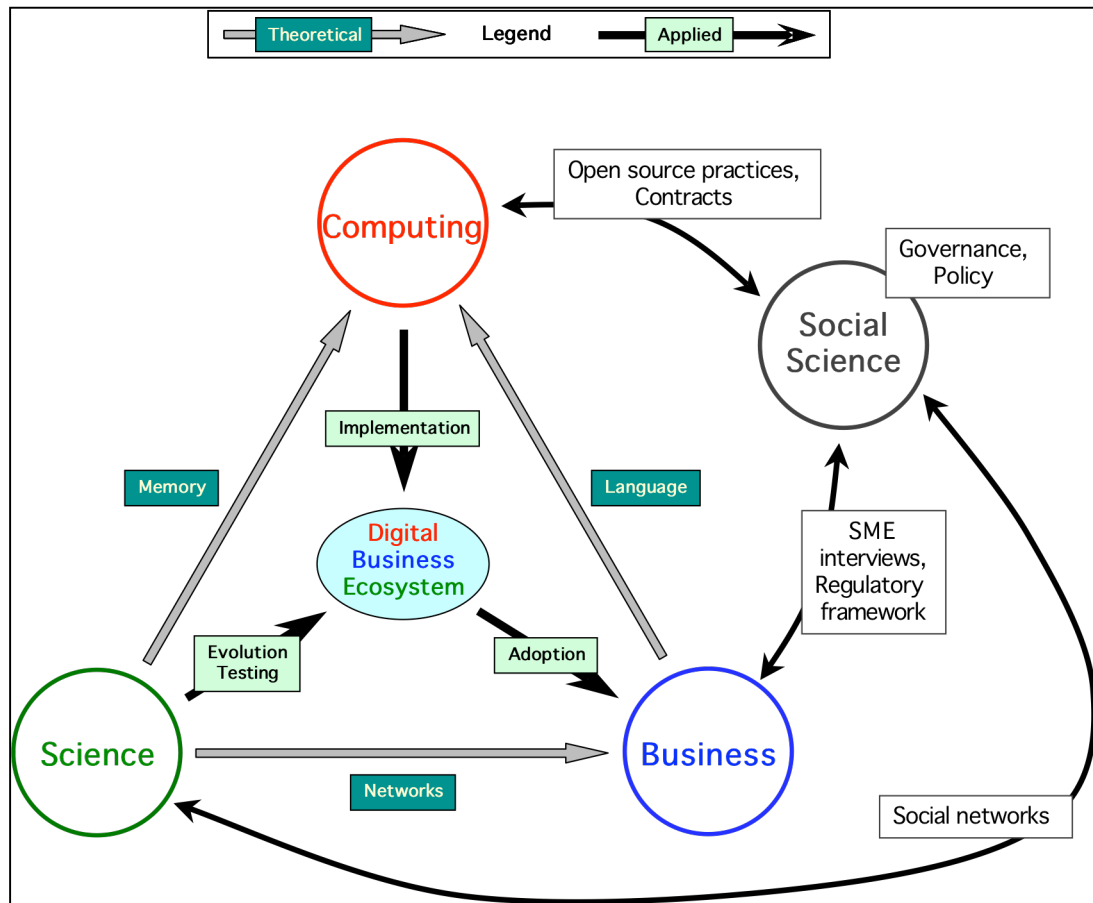 Theoretical
Legend
Applied
Computing
Open source practices,
Contracts
Governance,
Policy
Social
Science
Implementation
Memory
Language
Digital
Business
Ecosystem
SME
interviews,
Regulatory
framework
Evolution
Testing
Adoption
Science
Business
Networks
Social networks